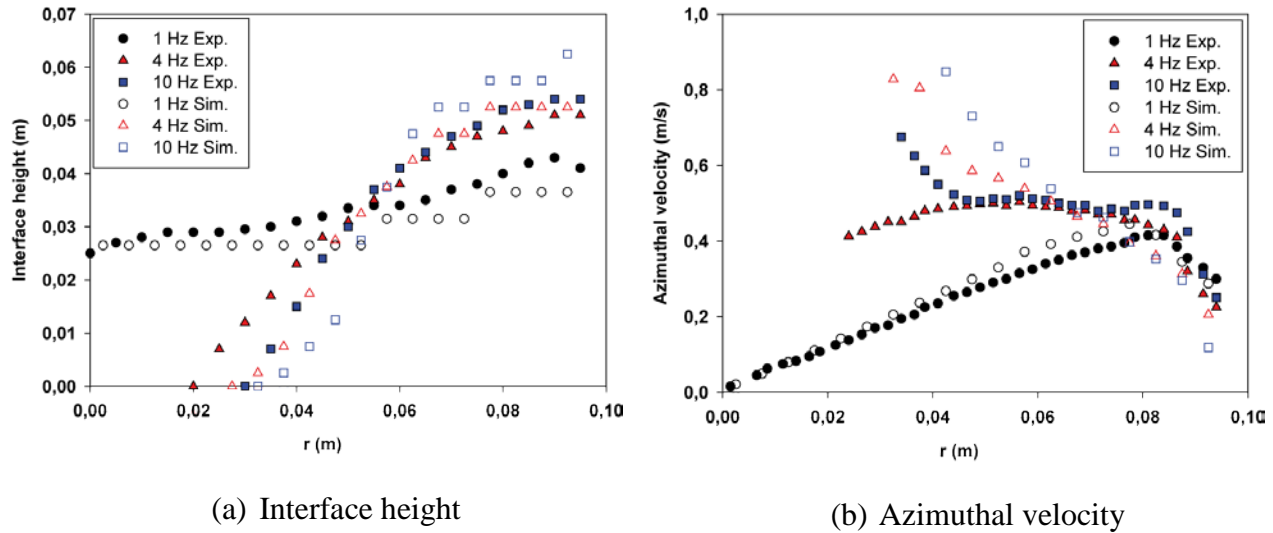 0,07
0,06
0,05
0,04
0,03
0,02
0,01
0,00
Interface height (m)
1 Hz Exp.
4 Hz Exp.
10 Hz Exp.
1 Hz Sim.
4 Hz Sim.
10 Hz Sim.
0,00 0,02 0,04 0,06 0,08 0,10
r (m)
(a) Interface height
1,0
0,8
0,6
0,4
0,2
0,0
Azimuthal velocity (m/s)
1 Hz Exp.
4 Hz Exp.
10 Hz Exp.
1 Hz Sim.
4 Hz Sim.
10 Hz Sim.
0,00 0,02 0,04 0,06 0,08 0,10
r (m)
(b) Azimuthal velocity